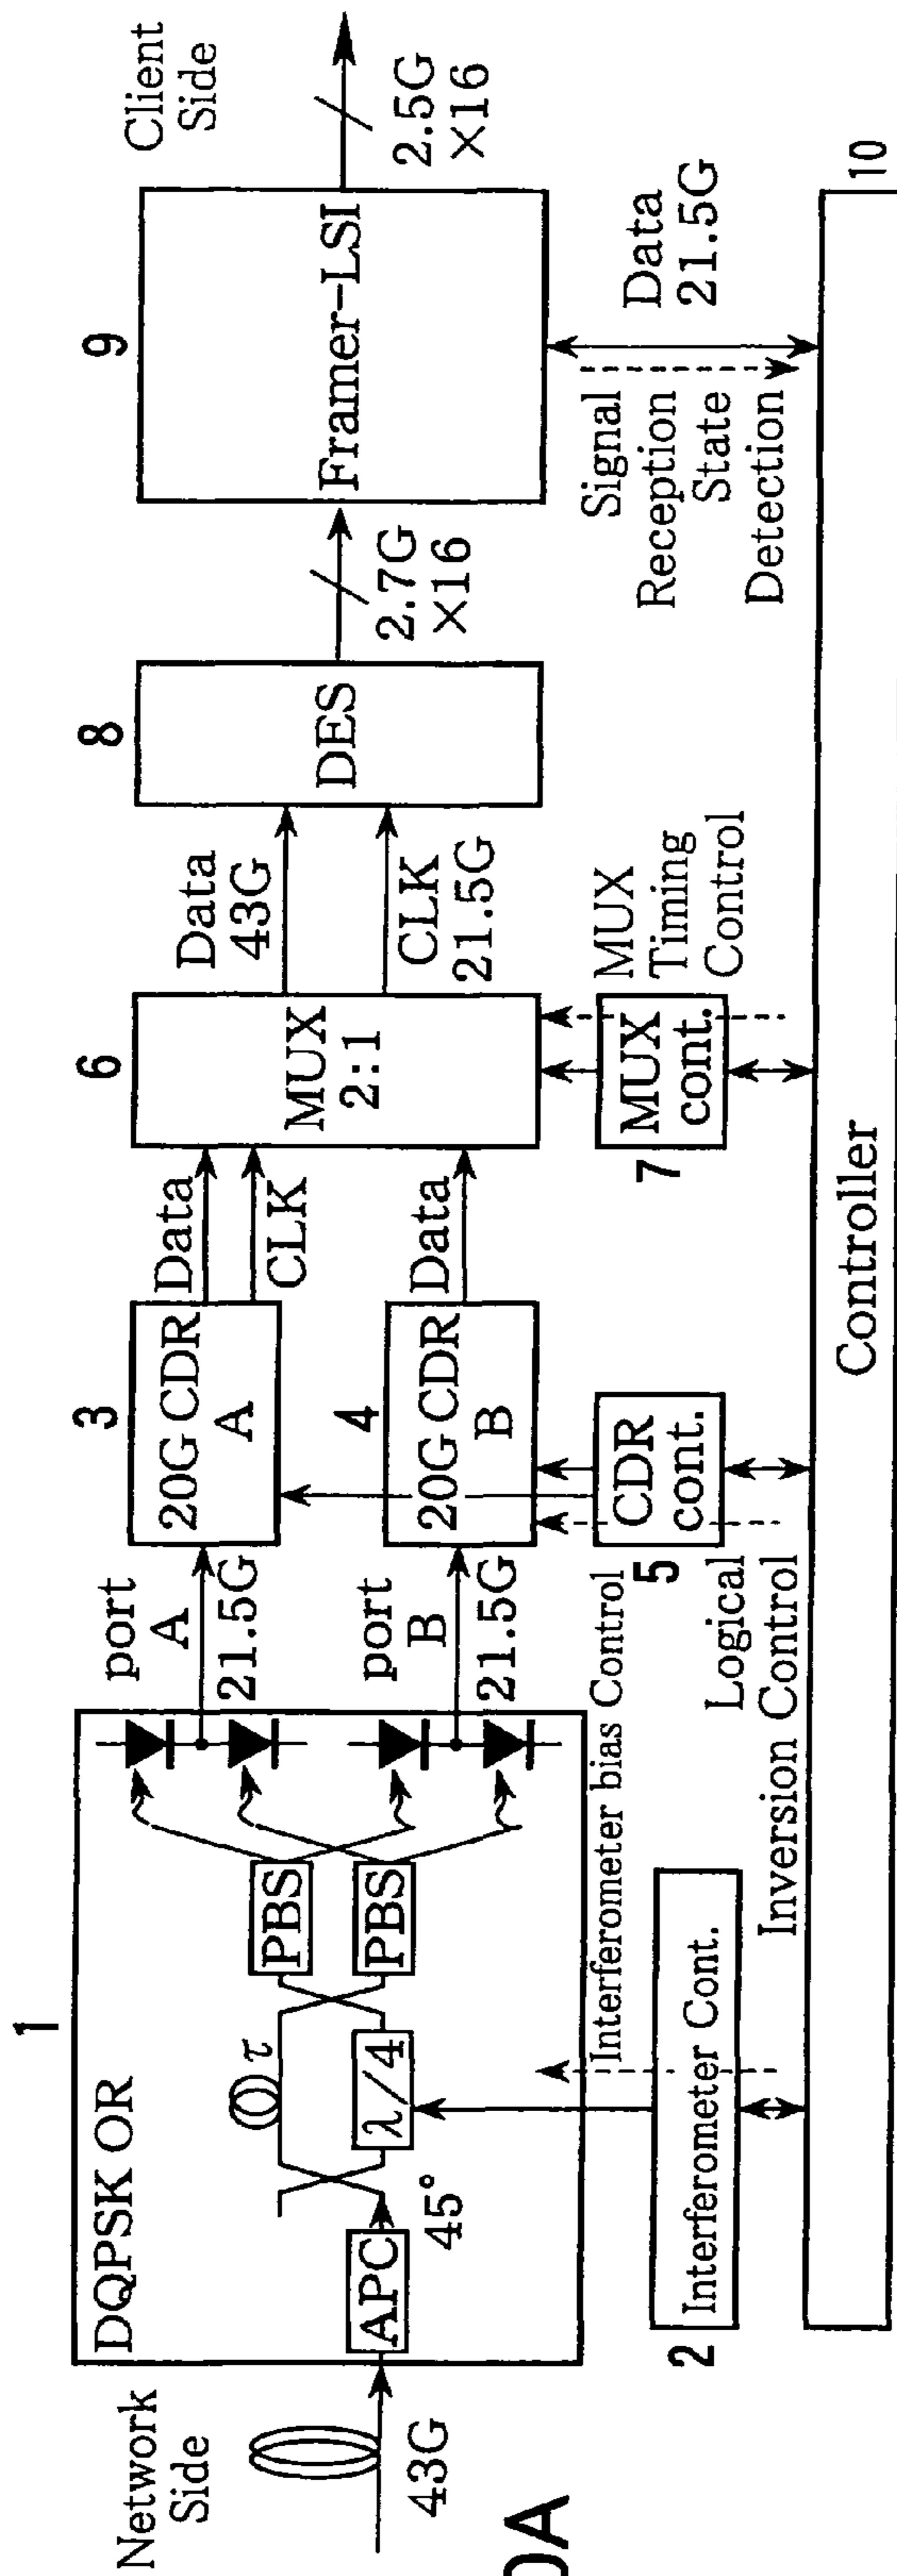 Network
Side
43G
1
DQPSK OR
APC
45°
τ
λ/4
PBS
PBS
port
A
21.5G
port
B
21.5G
3
20G CDR
A
4
20G CDR
B
Data
CLK
Data
6
MUX
2:1
Data
43G
CLK
21.5G
8
DES
2.7G
×16
9
Framer-LSI
Client
Side
2.5G
×16
2
Interferometer Cont.
Interferometer bias Control
5
CDR
cont.
Logical
Inversion Control
7
MUX
cont.
MUX
Timing
Control
Signal
Reception
State
Detection
Data
21.5G
Controller
10
0A